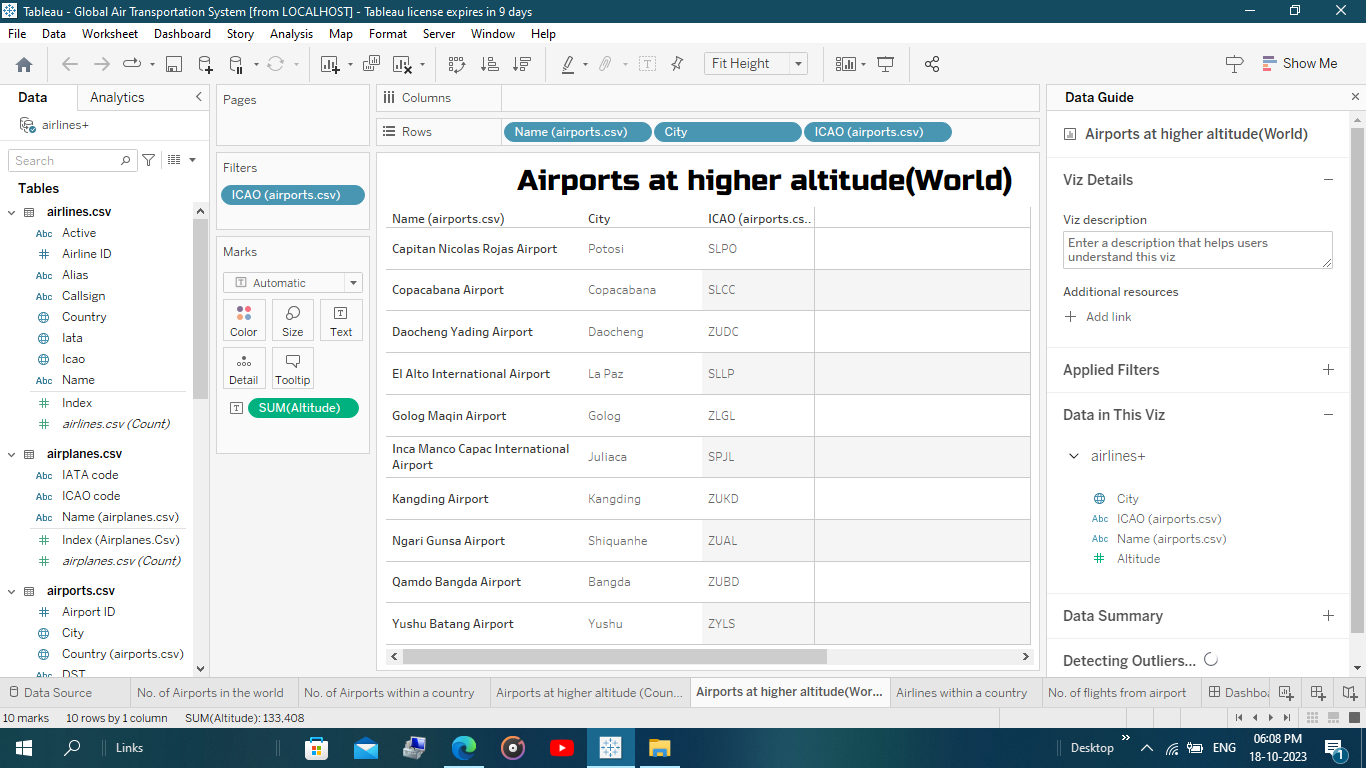 Tableau - Global Air Transportation System [from LOCALHOST] - Tableau license expires in 9 days
File Data Worksheet Dashboard Story Analysis Map Format Server Window Help
Fit Height
Show Me
Data Analytics
airlines+
Search
Tables
airlines.csv
Abc Active
Airline ID
Abc Alias
Abc Callsign
Country
Iata
Icao
Abc Name
Index
airlines.csv (Count)
airplanes.csv
Abc IATA code
Abc ICAO code
Abc Name (airplanes.csv)
Index (Airplanes.Csv)
airplanes.csv (Count)
airports.csv
Airport ID
City
Country (airports.csv)
Abc DST
Pages
Filters
ICAO (airports.csv)
Marks
T Automatic
Color Size Text
Detail Tooltip
T SUM(Altitude)
Columns
Rows Name (airports.csv) City ICAO (airports.csv)
Airports at higher altitude(World)
Name (airports.csv) City ICAO (airports.cs..
Capitan Nicolas Rojas Airport Potosi SLPO
Copacabana Airport Copacabana SLCC
Daocheng Yading Airport Daocheng ZUDC
El Alto International Airport La Paz SLLP
Golog Maqin Airport Golog ZLGL
Inca Manco Capac International
Airport Juliaca SPJL
Kangding Airport Kangding ZUKD
Ngari Gunsa Airport Shiquanhe ZUAL
Qamdo Bangda Airport Bangda ZUBD
Yushu Batang Airport Yushu ZYLS
Data Guide
Airports at higher altitude(World)
Viz Details
Viz description
Enter a description that helps users
understand this viz
Additional resources
Add link
Applied Filters
Data in This Viz
airlines+
City
Abc ICAO (airports.csv)
Abc Name (airports.csv)
Altitude
Data Summary
Detecting Outliers...
Data Source No. of Airports in the world No. of Airports within a country Airports at higher altitude (Coun... Airports at higher altitude(Wor... Airlines within a country No. of flights from airport Dashbo
10 marks 10 rows by 1 column SUM(Altitude): 133,408
Links Desktop ENG 06:08 PM
18-10-2023
1